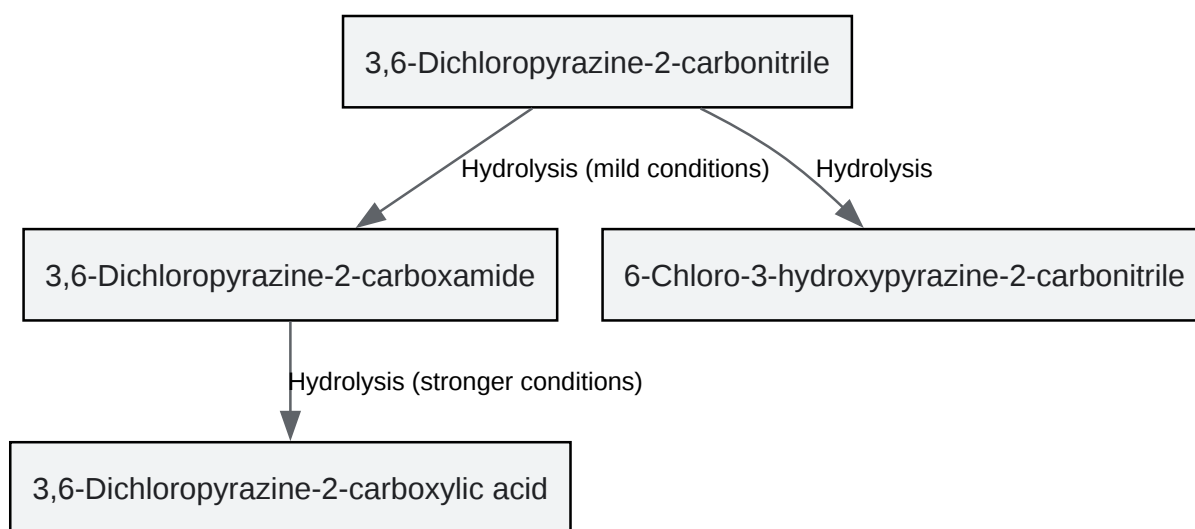 3,6-Dichloropyrazine-2-carbonitrile
Hydrolysis (mild conditions)
Hydrolysis
3,6-Dichloropyrazine-2-carboxamide
6-Chloro-3-hydroxypyrazine-2-carbonitrile
Hydrolysis (stronger conditions)
3,6-Dichloropyrazine-2-carboxylic acid